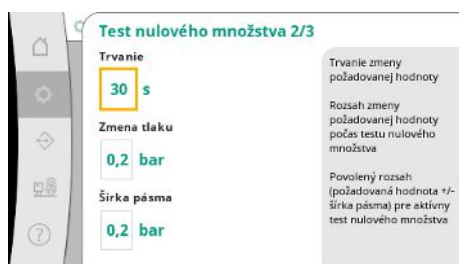 Test nulového množstva 2/3
Trvanie
30 s
Zmena tlaku
0,2 bar
Šírka pásma
0,2 bar
Trvanie zmeny
požadovanej hodnoty
Rozsah zmeny
požadovanej hodnoty
počas testu nulového
množstva
Povolený rozsah
(požadovaná hodnota +/-
šírka pásma) pre aktívny
test nulového množstva
?